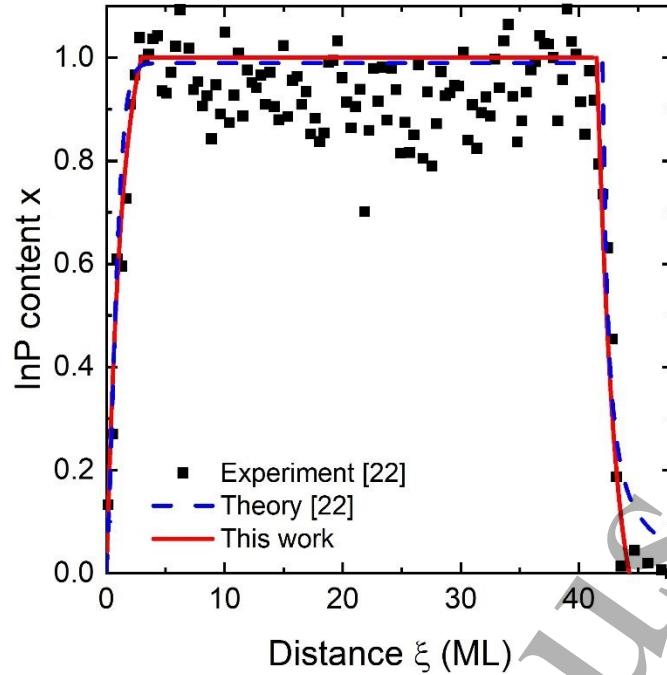 InP content x
1.0
0.8
0.6
0.4
0.2
0.0
Experiment [22]
Theory [22]
This work
0 10 20 30 40
Distance ξ (ML)
us